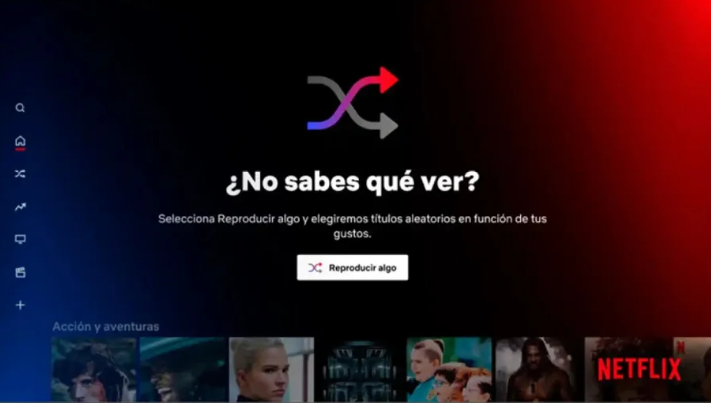 ¿No sabes qué ver?
Selecciona Reproducir algo y elegiremos títulos aleatorios en función de tus
gustos.
Reproducir algo
Acción y aventuras
NETFLIX